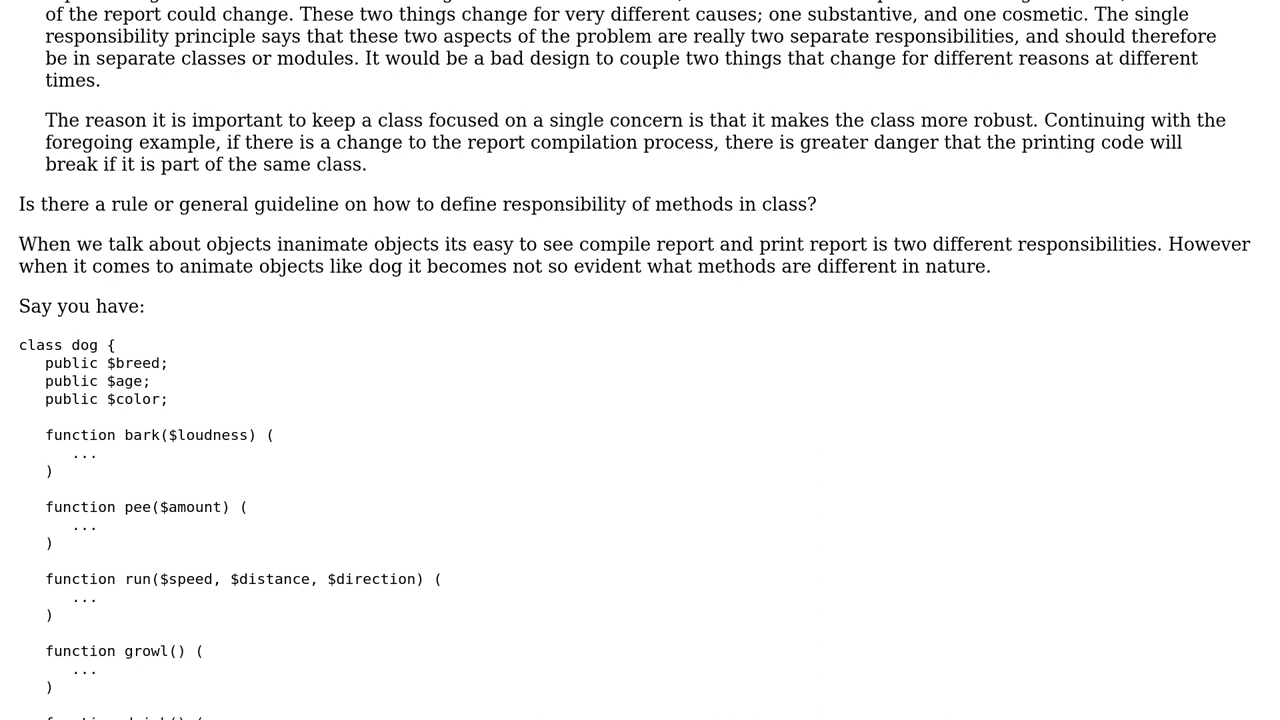 of the report could change. These two things change for very different causes; one substantive, and one cosmetic. The single
responsibility principle says that these two aspects of the problem are really two separate responsibilities, and should therefore
be in separate classes or modules. It would be a bad design to couple two things that change for different reasons at different
times.
The reason it is important to keep a class focused on a single concern is that it makes the class more robust. Continuing with the
foregoing example, if there is a change to the report compilation process, there is greater danger that the printing code will
break if it is part of the same class.
Is there a rule or general guideline on how to define responsibility of methods in class?
When we talk about objects inanimate objects its easy to see compile report and print report is two different responsibilities. However
when it comes to animate objects like dog it becomes not so evident what methods are different in nature.
Say you have:
class dog {
public $breed;
public $age;
public $color;
function bark($loudness) (
...
)
function pee($amount) (
...
)
function run($speed, $distance, $direction) (
...
)
function growl() (
...
)